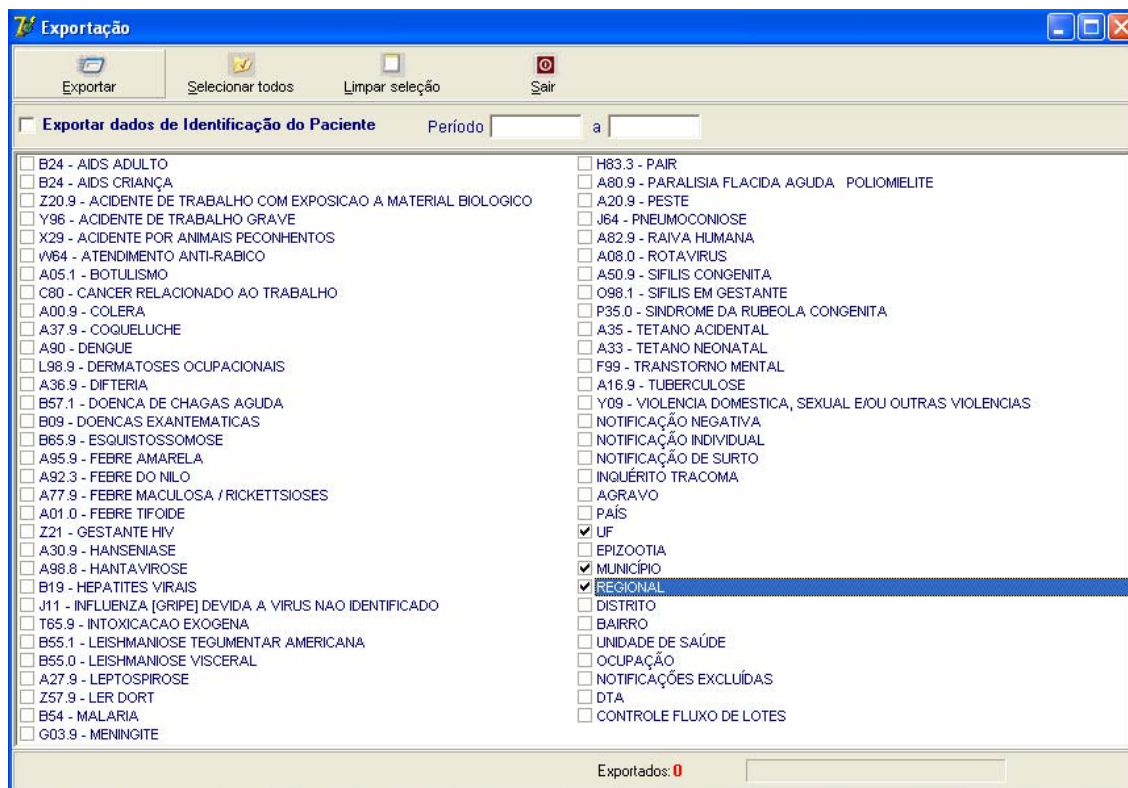 Exportação
Exportar Selecionar todos Limpar seleção Sair
Exportar dados de Identificação do Paciente Período a
B24 - AIDS ADULTO
B24 - AIDS CRIANÇA
Z20.9 - ACIDENTE DE TRABALHO COM EXPOSICAO A MATERIAL BIOLOGICO
Y96 - ACIDENTE DE TRABALHO GRAVE
X29 - ACIDENTE POR ANIMAIS PECONHENTOS
W64 - ATENDIMENTO ANTI-RABICO
A05.1 - BOTULISMO
C80 - CANCER RELACIONADO AO TRABALHO
A00.9 - COLERA
A37.9 - COQUELUCHE
A90 - DENGUE
L98.9 - DERMATOSES OCUPACIONAIS
A36.9 - DIFTERIA
B57.1 - DOENCA DE CHAGAS AGUDA
B09 - DOENCAS EXANTEMATICAS
B65.9 - ESQUISTOSSOMOSE
A95.9 - FEBRE AMARELA
A92.3 - FEBRE DO NILO
A77.9 - FEBRE MACULOSA / RICKETTSIOSES
A01.0 - FEBRE TIFOIDE
Z21 - GESTANTE HIV
A30.9 - HANSENIASE
A98.8 - HANTAVIROSE
B19 - HEPATITES VIRAIS
J11 - INFLUENZA [GRIPE] DEVIDA A VIRUS NAO IDENTIFICADO
T65.9 - INTOXICACAO EXOGENA
B55.1 - LEISHMANIOSE TEGUMENTAR AMERICANA
B55.0 - LEISHMANIOSE VISCERAL
A27.9 - LEPTOSPIROSE
Z57.9 - LER DORT
B54 - MALARIA
G03.9 - MENINGITE
H83.3 - PAIR
A80.9 - PARALISIA FLACIDA AGUDA POLIOMIELITE
A20.9 - PESTE
J64 - PNEUMOCONIOSE
A82.9 - RAIVA HUMANA
A08.0 - ROTAVIRUS
A50.9 - SIFILIS CONGENITA
O98.1 - SIFILIS EM GESTANTE
P35.0 - SINDROME DA RUBEOLA CONGENITA
A35 - TETANO ACIDENTAL
A33 - TETANO NEONATAL
F99 - TRANSTORNO MENTAL
A16.9 - TUBERCULOSE
Y09 - VIOLENCIA DOMESTICA, SEXUAL E/OU OUTRAS VIOLENCIAS
NOTIFICAÇÃO NEGATIVA
NOTIFICAÇÃO INDIVIDUAL
NOTIFICAÇÃO DE SURTO
INQUÉRITO TRACOMA
AGRAVO
PAÍS
UF
EPIZOOTIA
MUNICÍPIO
REGIONAL
DISTRITO
BAIRRO
UNIDADE DE SAÚDE
OCUPAÇÃO
NOTIFICAÇÕES EXCLUÍDAS
DTA
CONTROLE FLUXO DE LOTES
Exportados: 0